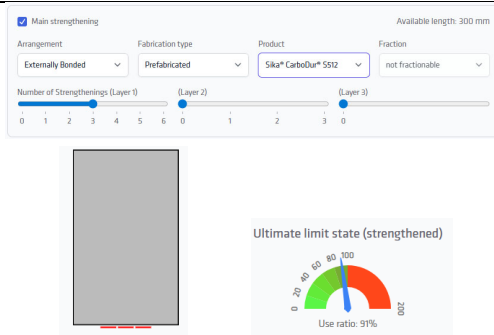 Main strengthening Available length: 300 mm
Arrangement Fabrication type Product Fraction
Externally Bonded Prefabricated Sika® CarboDur® S512 not fractionable
Number of Strengthenings (Layer 1) (Layer 2) (Layer 3)
0 1 2 3 4 5 6 0 1 2 3 0
Ultimate limit state (strengthened)
0 20 40 60 80 100 200
Use ratio: 91%